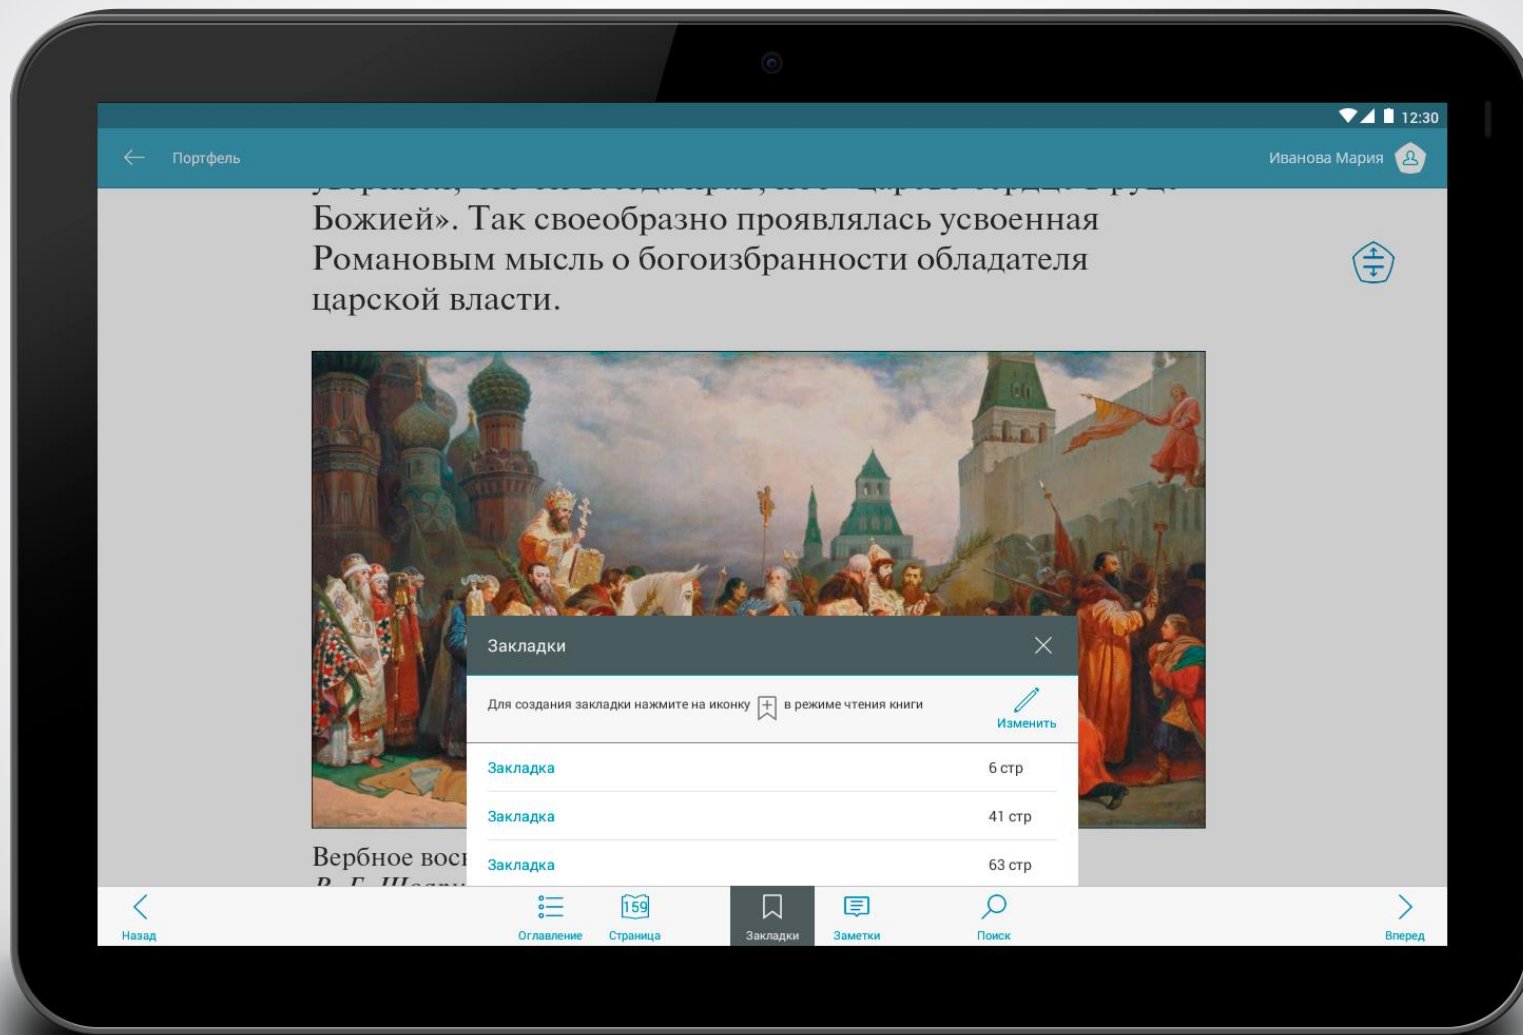 12:30
Портфель
Иванова Мария
Божией». Так своеобразно проявлялась усвоенная
Романовым мысль о богоизбранности обладателя
царской власти.
Закладки
Для создания закладки нажмите на иконку в режиме чтения книги
Изменить
Закладка 6 стр
Закладка 41 стр
Закладка 63 стр
Вербное
Назад
Оглавление
159
Страница
Закладки
Заметки
Поиск
Вперед